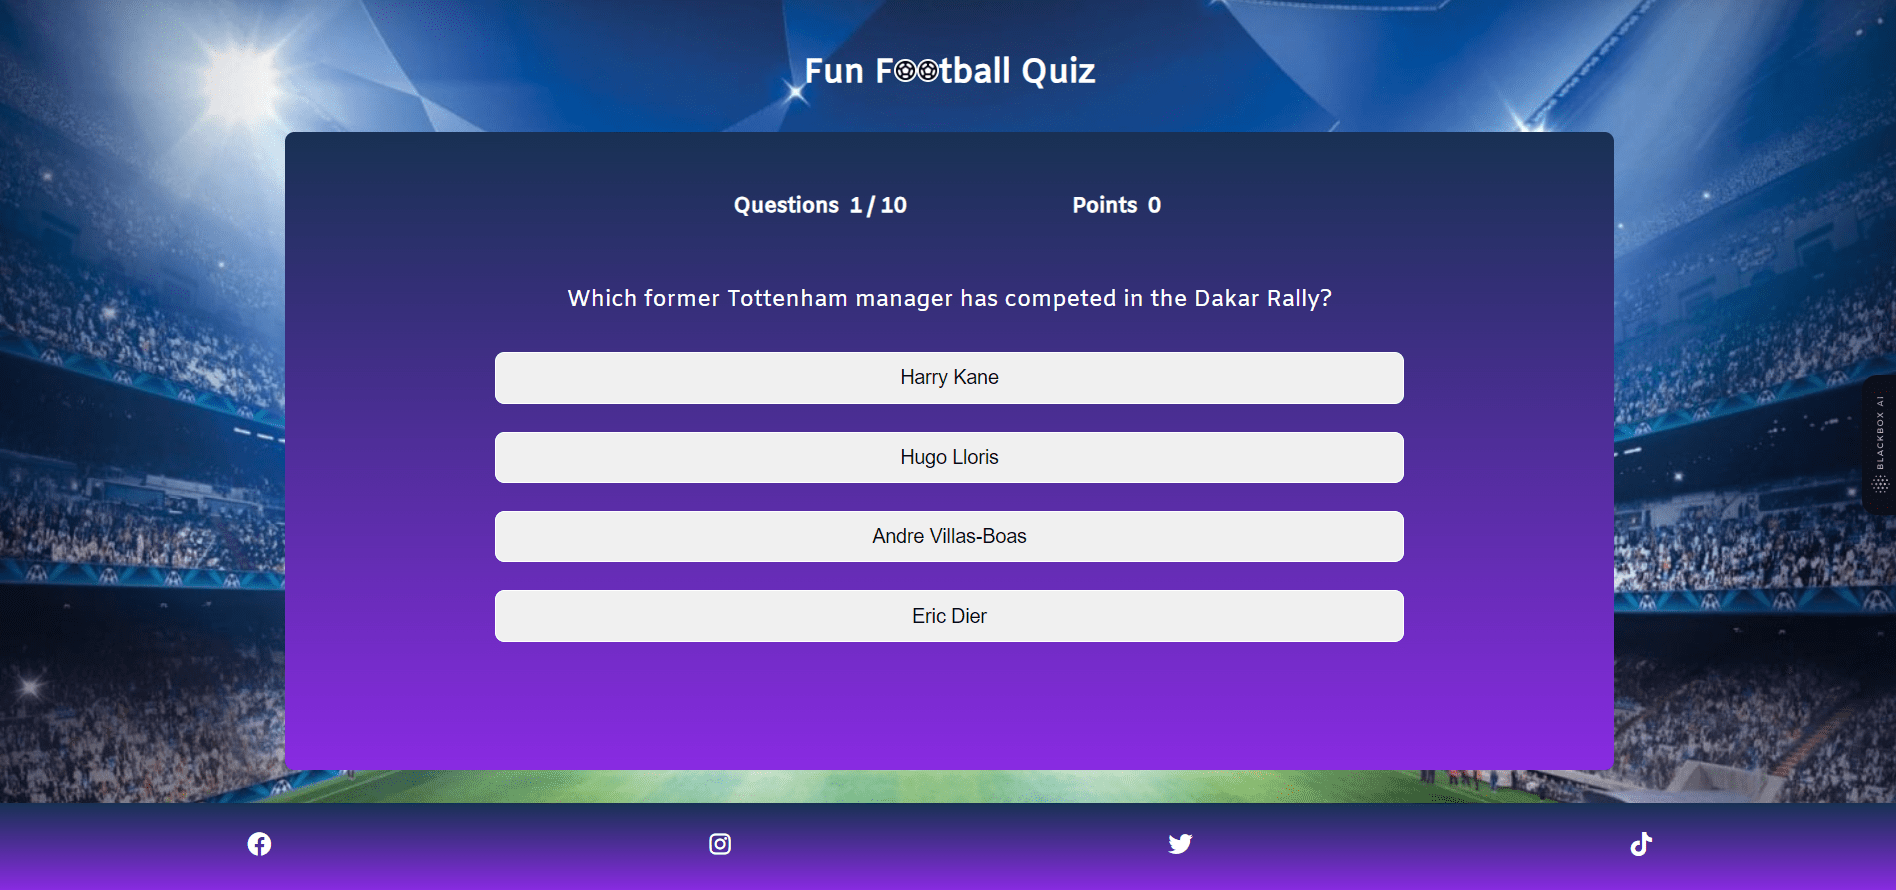 Fun Football Quiz
Questions 1 / 10 Points 0
Which former Tottenham manager has competed in the Dakar Rally?
Harry Kane
Hugo Lloris
Andre Villas-Boas
Eric Dier
BLACKBOX AI